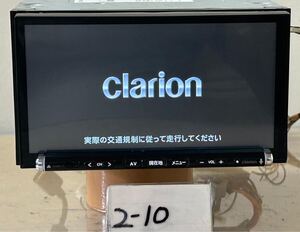 clarion
実際の交通規制に従って走行してください
< CH > AV 現在地 メニュー − VOL +
2-10